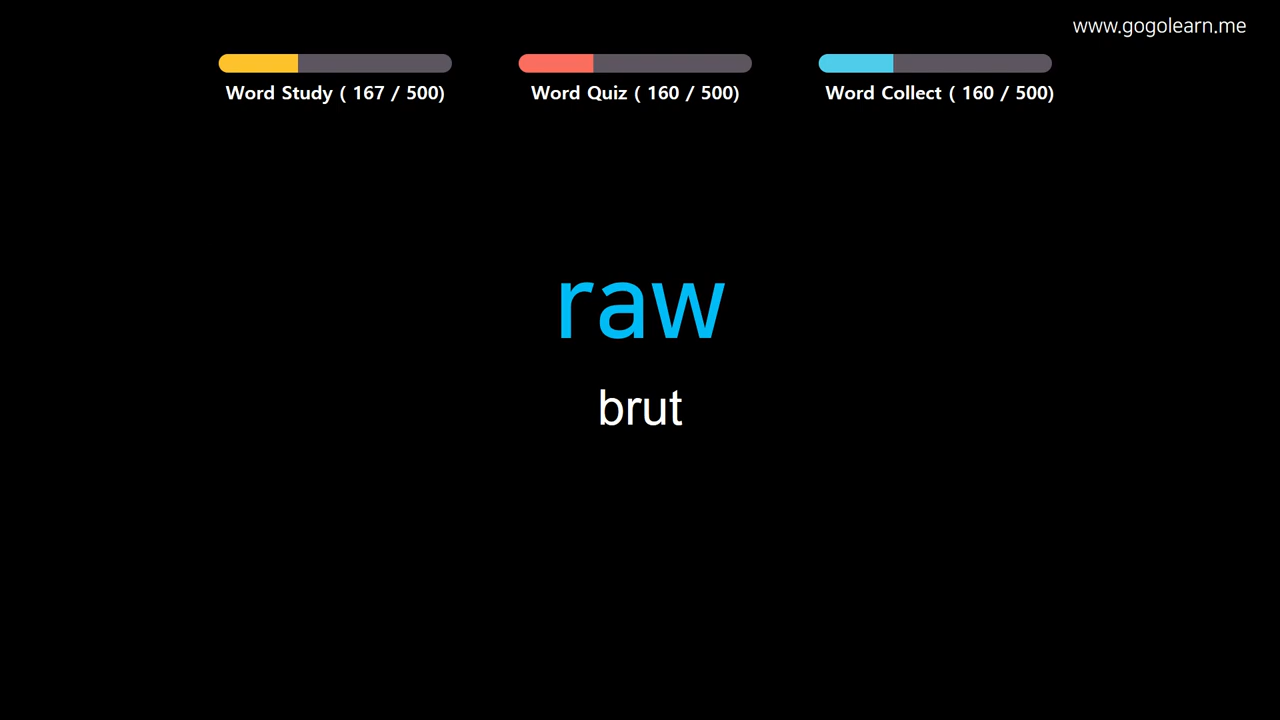 www.gogolearn.me
Word Study ( 167 / 500)
Word Quiz ( 160 / 500)
Word Collect ( 160 / 500)
raw
brut